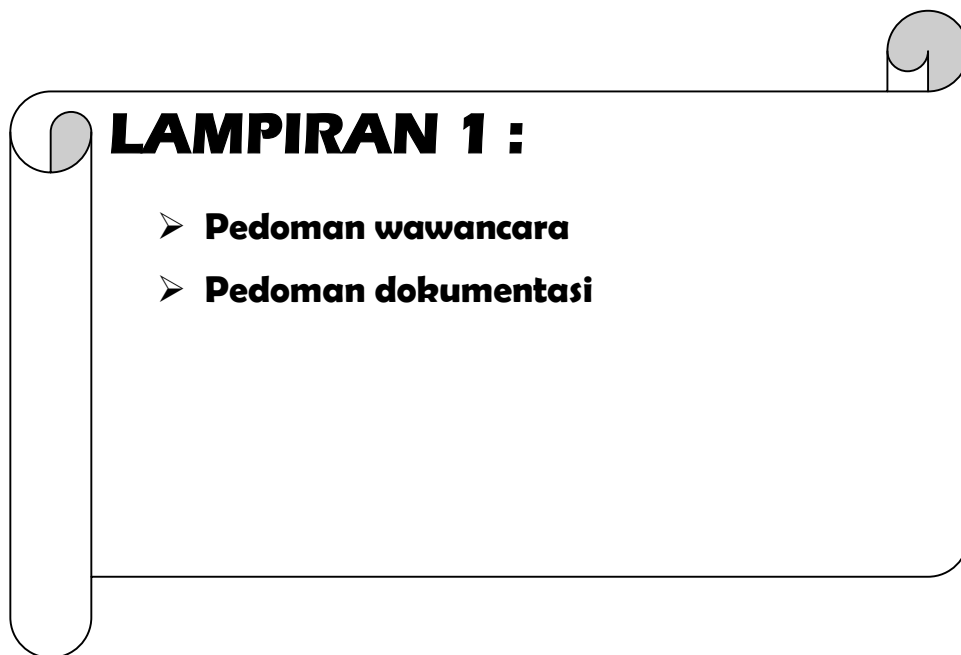 LAMPIRAN 1 :
➢ Pedoman wawancara
➢ Pedoman dokumentasi